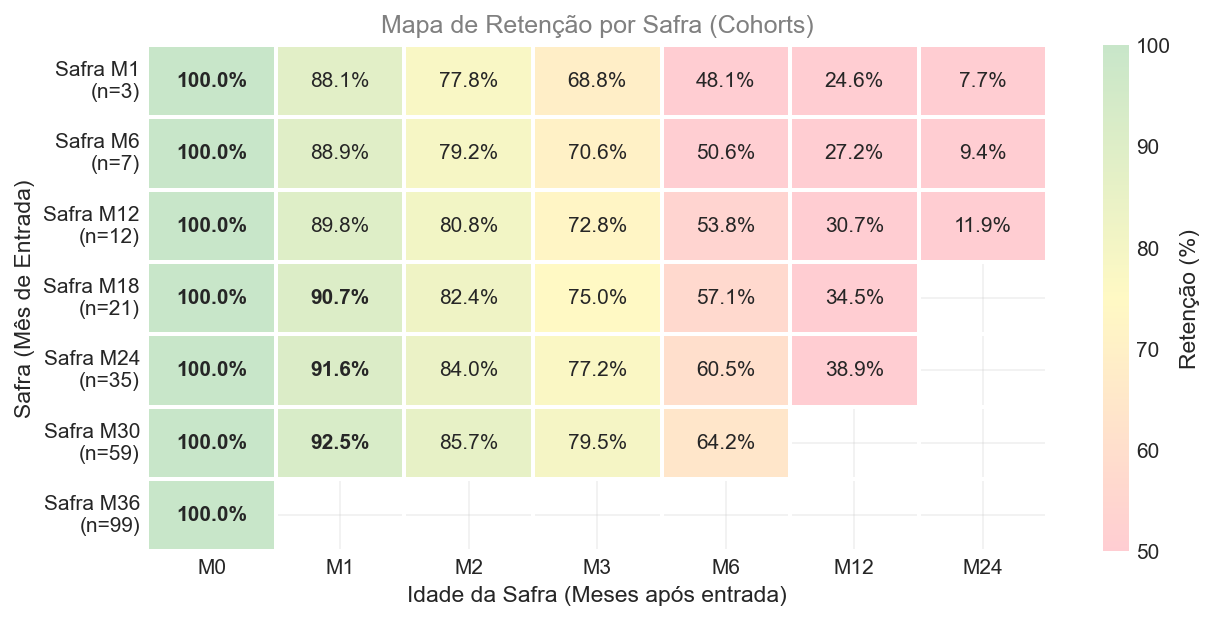 Mapa de Retenção por Safra (Cohorts)
Safra (Mês de Entrada)
Safra M1
(n=3)
100.0% 88.1% 77.8% 68.8% 48.1% 24.6% 7.7%
Safra M6
(n=7)
100.0% 88.9% 79.2% 70.6% 50.6% 27.2% 9.4%
Safra M12
(n=12)
100.0% 89.8% 80.8% 72.8% 53.8% 30.7% 11.9%
Safra M18
(n=21)
100.0% 90.7% 82.4% 75.0% 57.1% 34.5%
Safra M24
(n=35)
100.0% 91.6% 84.0% 77.2% 60.5% 38.9%
Safra M30
(n=59)
100.0% 92.5% 85.7% 79.5% 64.2%
Safra M36
(n=99)
100.0%
M0 M1 M2 M3 M6 M12 M24
Idade da Safra (Meses após entrada)
100
90
80
70
60
50
Retenção (%)